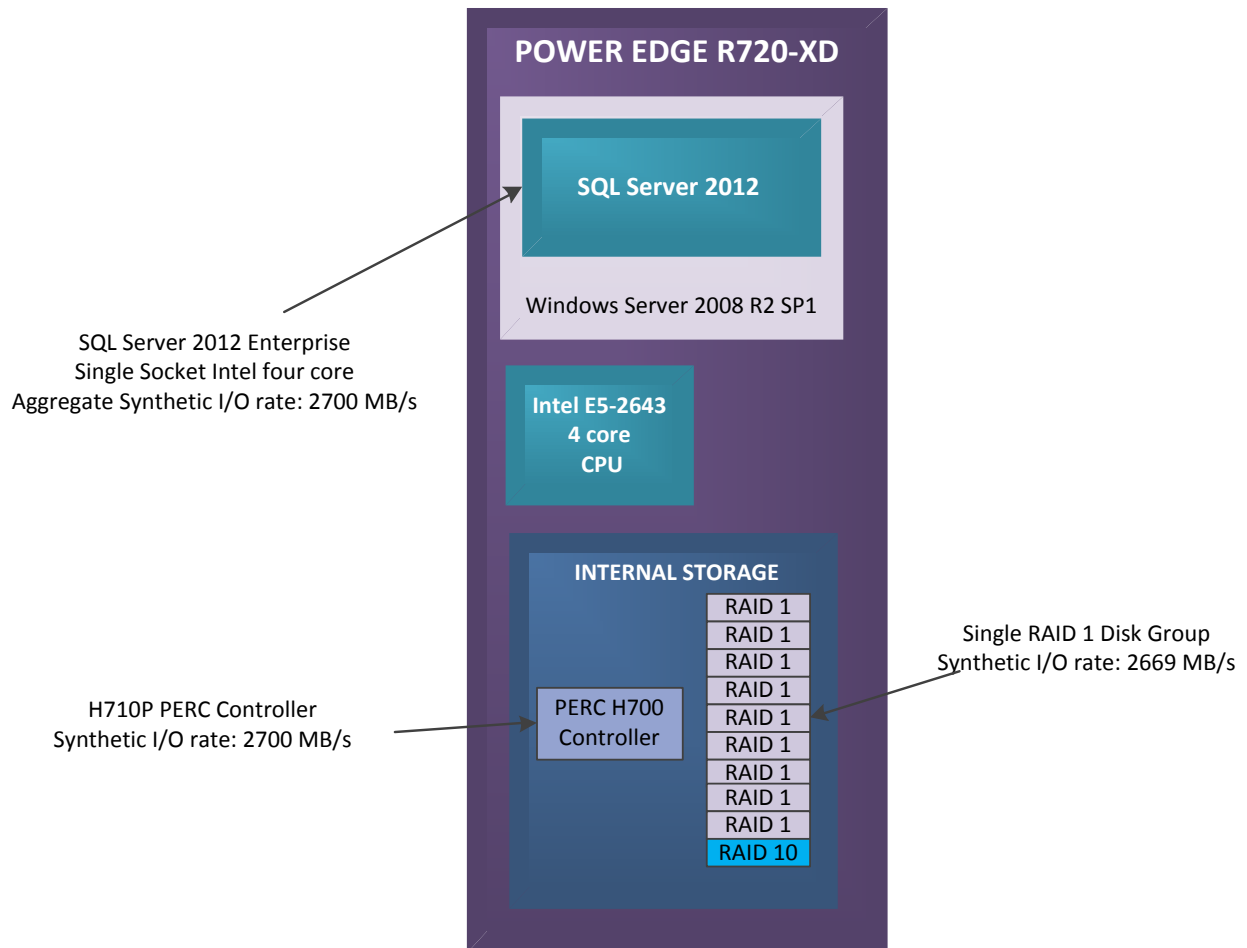 POWER EDGE R720-XD
SQL Server 2012
Windows Server 2008 R2 SP1
SQL Server 2012 Enterprise
Single Socket Intel four core
Aggregate Synthetic I/O rate: 2700 MB/s
Intel E5-2643
4 core
CPU
INTERNAL STORAGE
RAID 1
RAID 1
RAID 1
RAID 1
RAID 1
RAID 1
RAID 1
RAID 1
RAID 1
RAID 10
Single RAID 1 Disk Group
Synthetic I/O rate: 2669 MB/s
PERC H700
Controller
H710P PERC Controller
Synthetic I/O rate: 2700 MB/s